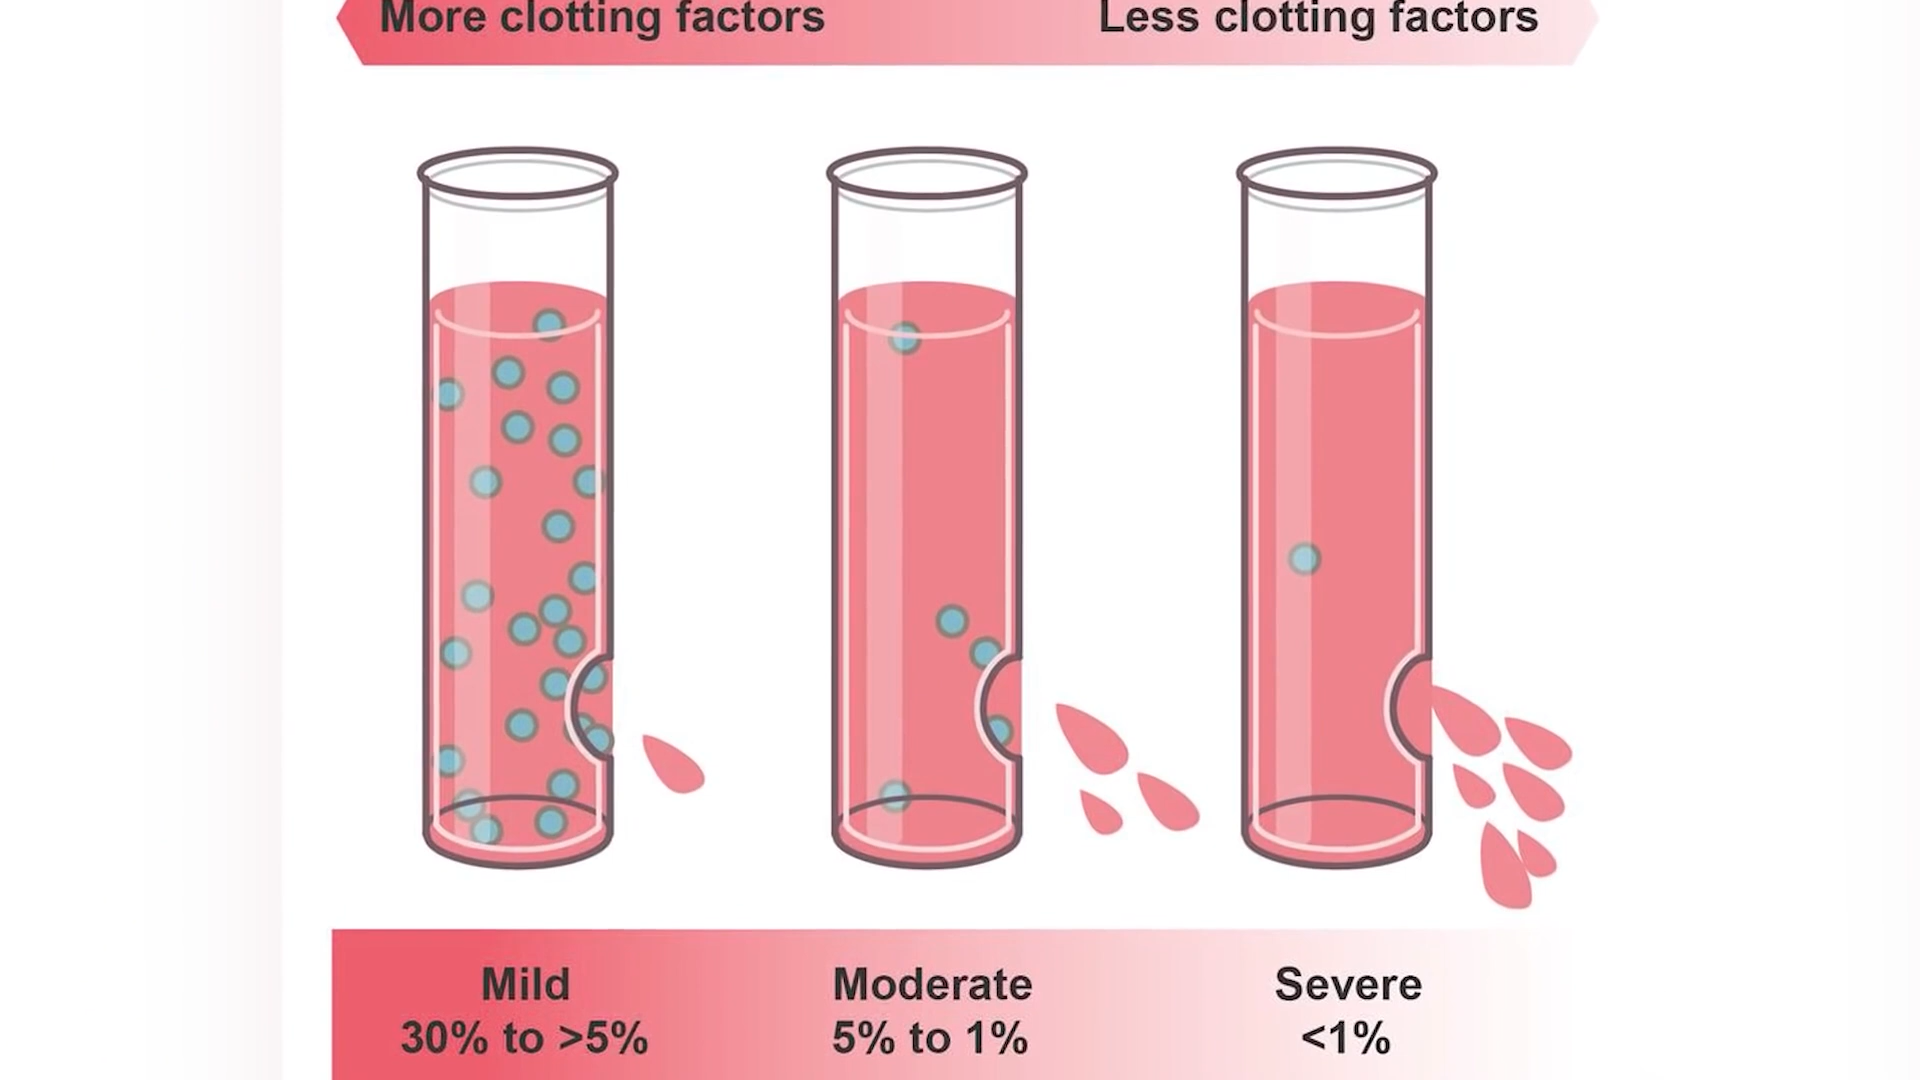 More clotting factors
Less clotting factors
Mild
30% to >5%
Moderate
5% to 1%
Severe
<1%